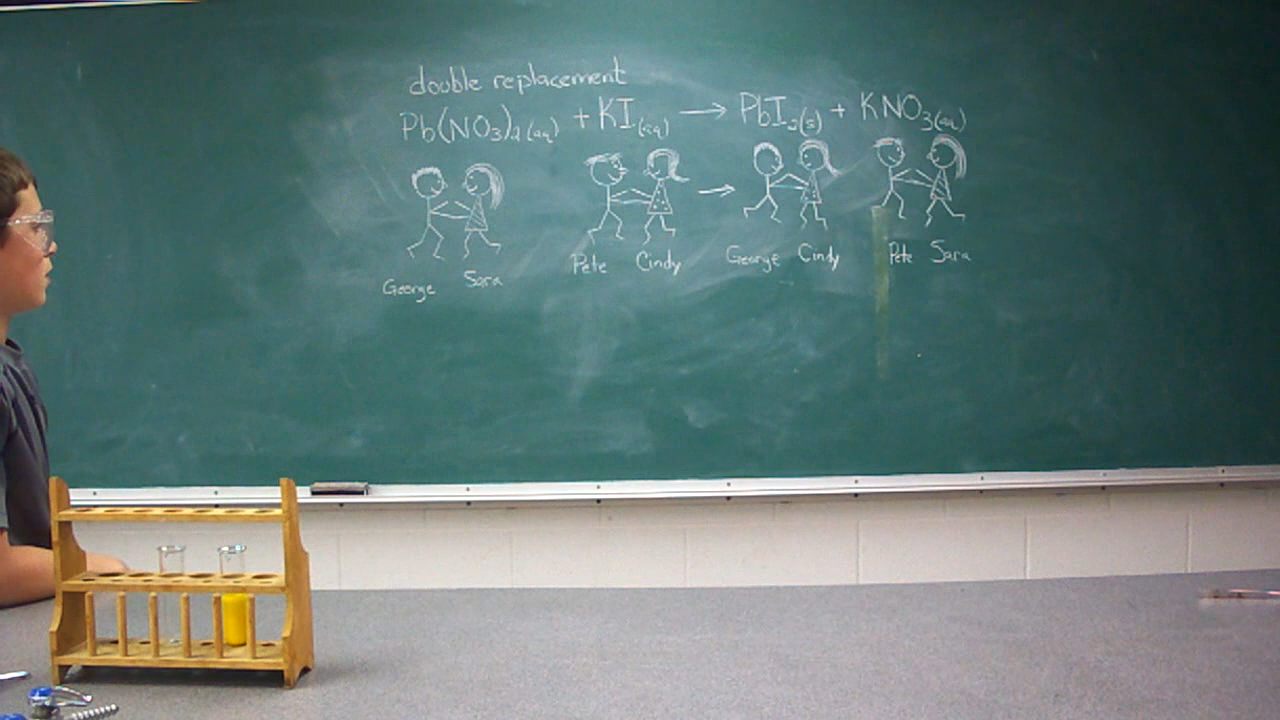 double replacement
Pb(NO3)2(aq) + KI(aq) → PbI2(s) + KNO3(aq)
George Sara Pete Cindy → George Cindy Pete Sara